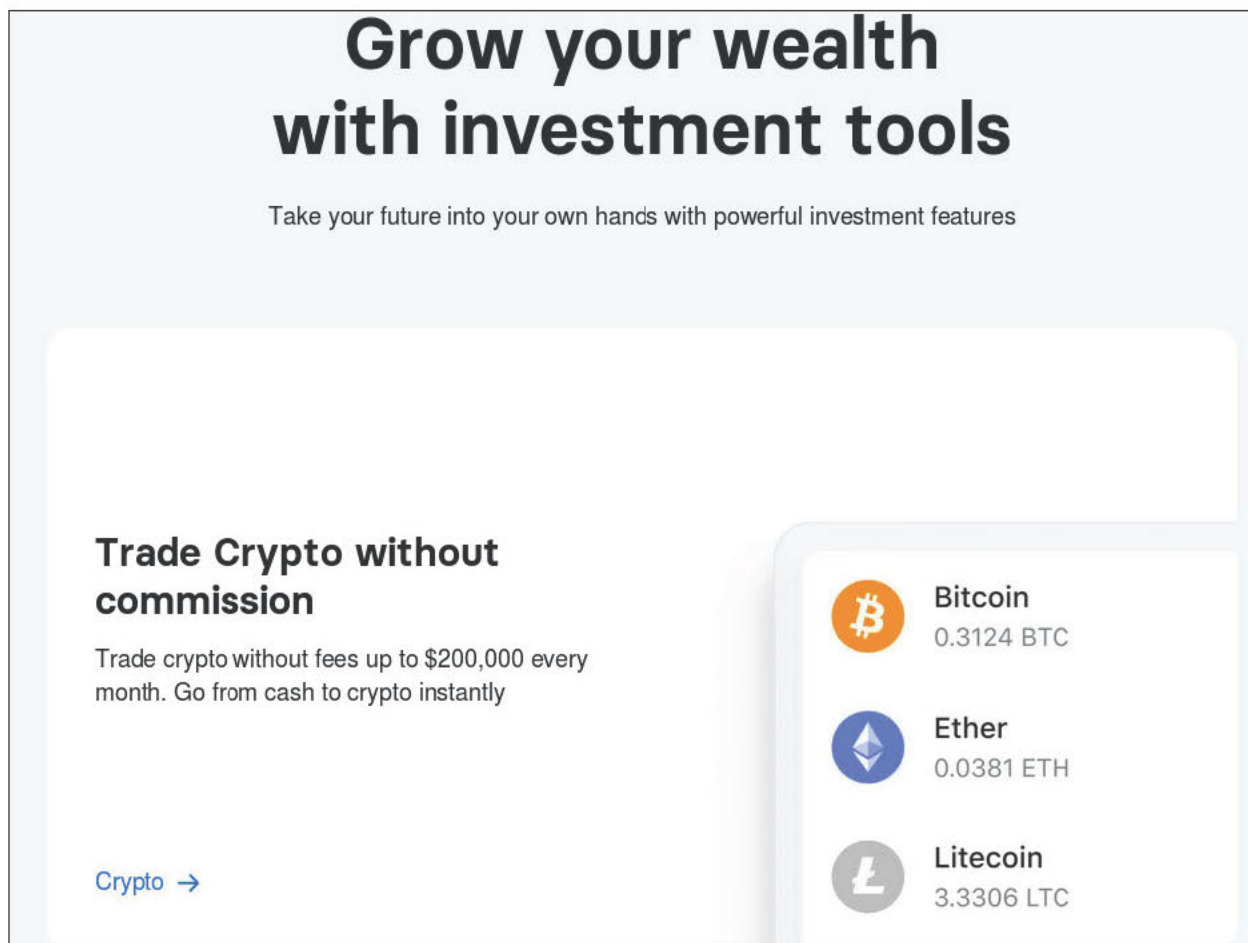 Grow your wealth
with investment tools
Take your future into your own hands with powerful investment features
Trade Crypto without
commission
Trade crypto without fees up to $200,000 every
month. Go from cash to crypto instantly
Crypto →
Bitcoin
0.3124 BTC
Ether
0.0381 ETH
Litecoin
3.3306 LTC